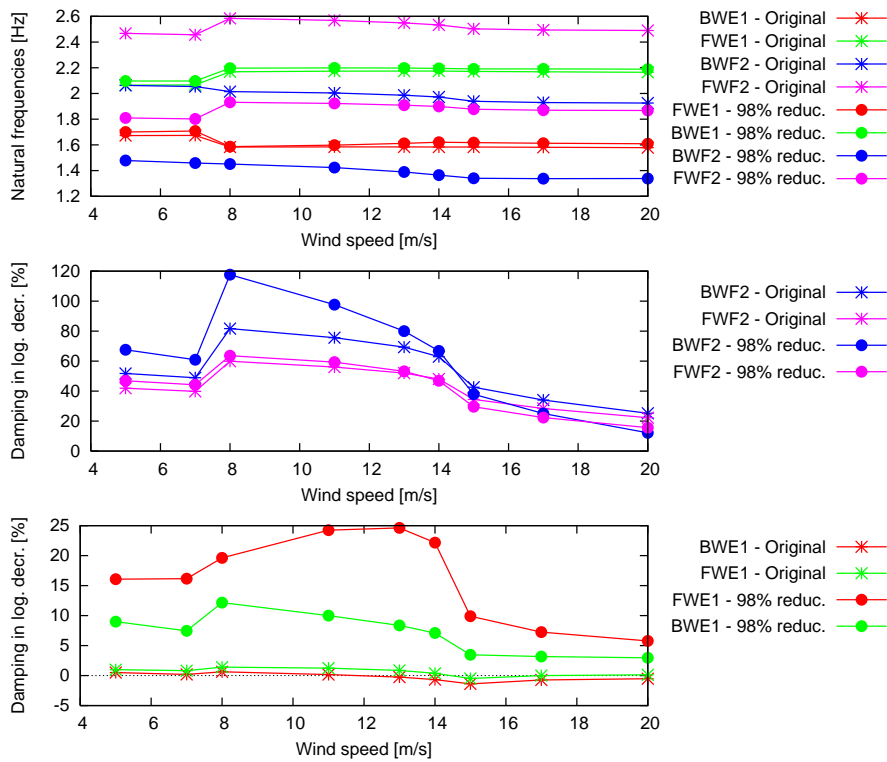 Natural frequencies [Hz]
2.6
2.4
2.2
2
1.8
1.6
1.4
1.2
4 6 8 10 12 14 16 18 20
Wind speed [m/s]
BWE1 - Original
FWE1 - Original
BWF2 - Original
FWF2 - Original
FWE1 - 98% reduc.
BWE1 - 98% reduc.
BWF2 - 98% reduc.
FWF2 - 98% reduc.
Damping in log. decr. [%]
120
100
80
60
40
20
0
4 6 8 10 12 14 16 18 20
Wind speed [m/s]
BWF2 - Original
FWF2 - Original
BWF2 - 98% reduc.
FWF2 - 98% reduc.
Damping in log. decr. [%]
25
20
15
10
5
0
-5
4 6 8 10 12 14 16 18 20
Wind speed [m/s]
BWE1 - Original
FWE1 - Original
FWE1 - 98% reduc.
BWE1 - 98% reduc.